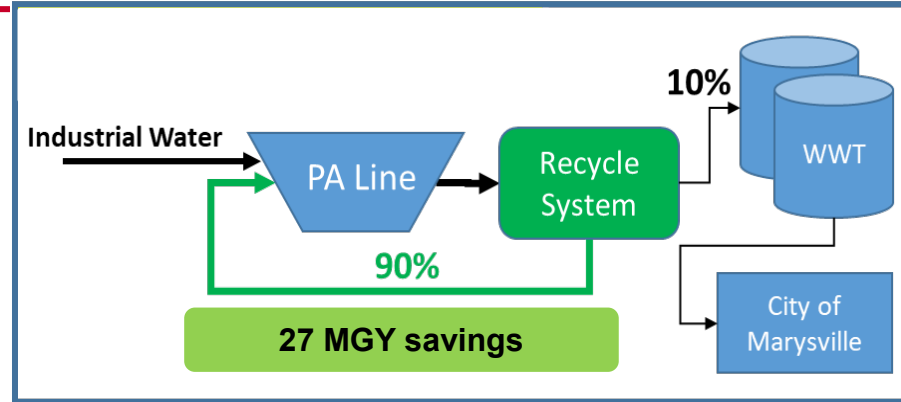 Industrial Water
PA Line
Recycle
System
10%
WWT
90%
27 MGY savings
City of
Marysville